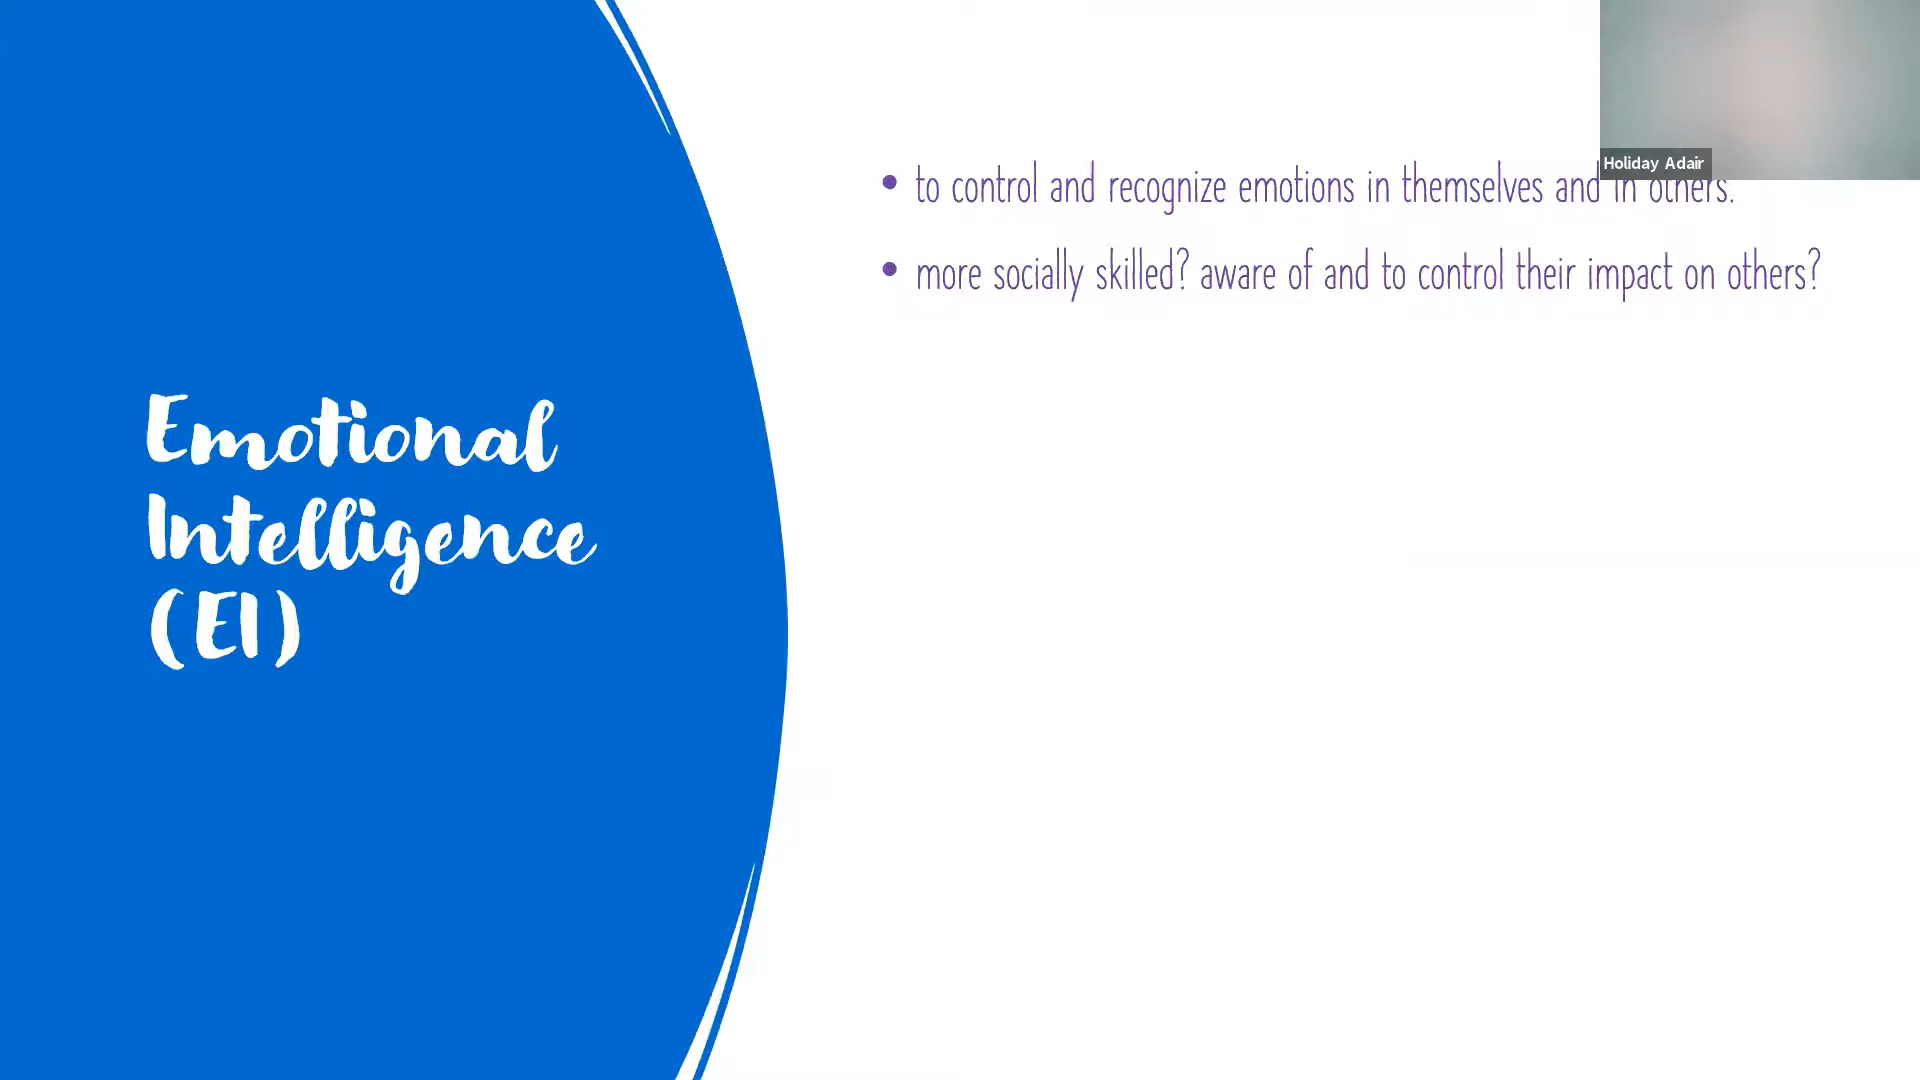 Emotional
Intelligence
(EI)
• to control and recognize emotions in themselves and in others.
• more socially skilled? aware of and to control their impact on others?
Holiday Adair